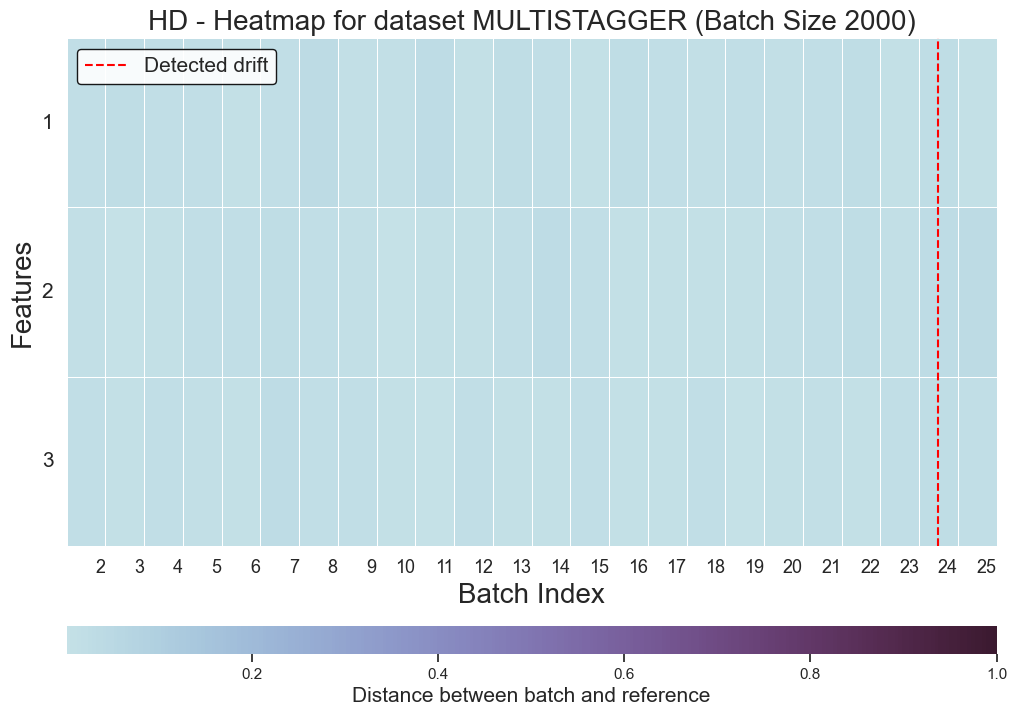 HD - Heatmap for dataset MULTISTAGGER (Batch Size 2000)
Detected drift
Features
1
2
3
2 3 4 5 6 7 8 9 10 11 12 13 14 15 16 17 18 19 20 21 22 23 24 25
Batch Index
0.2 0.4 0.6 0.8 1.0
Distance between batch and reference